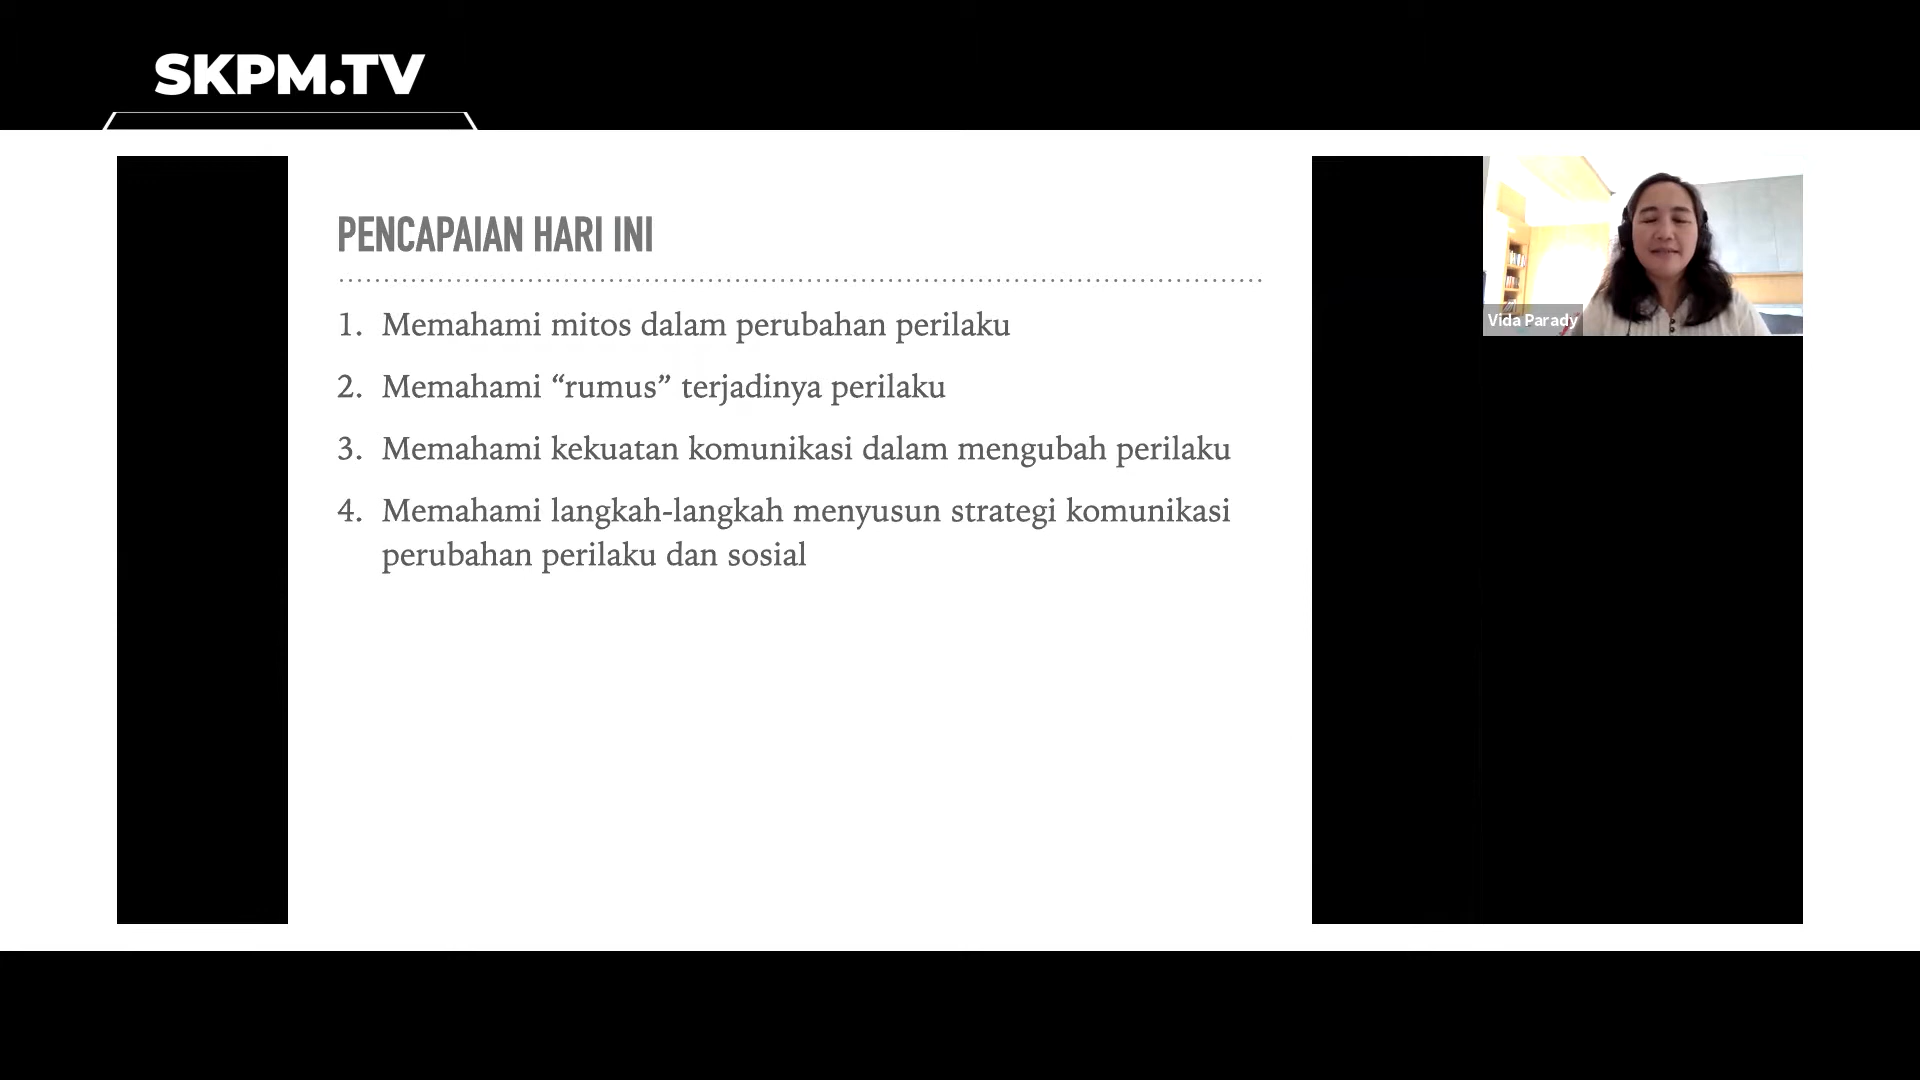 SKPM.TV
PENCAPAIAN HARI INI
1. Memahami mitos dalam perubahan perilaku
2. Memahami “rumus” terjadinya perilaku
3. Memahami kekuatan komunikasi dalam mengubah perilaku
4. Memahami langkah-langkah menyusun strategi komunikasi
perubahan perilaku dan sosial
Vida Parady